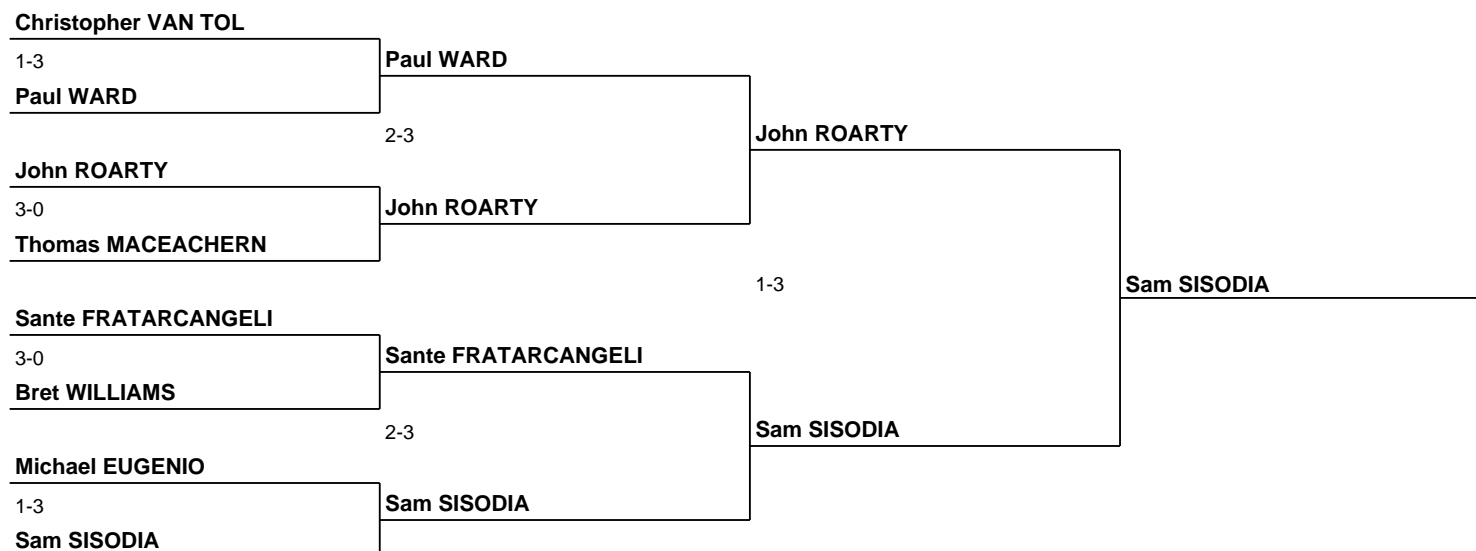 Christopher VAN TOL
1-3
Paul WARD
Paul WARD
2-3
John ROARTY
John ROARTY
3-0
John ROARTY
Thomas MACEACHERN
1-3
Sam SISODIA
Sante FRATARCANGELI
3-0
Sante FRATARCANGELI
Bret WILLIAMS
2-3
Sam SISODIA
Michael EUGENIO
1-3
Sam SISODIA
Sam SISODIA